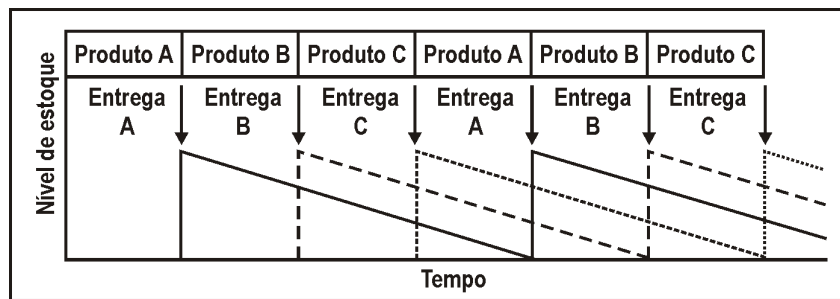 Produto A Produto B Produto C Produto A Produto B Produto C
Entrega A
Entrega B
Entrega C
Entrega A
Entrega B
Entrega C
Nível de estoque
Tempo